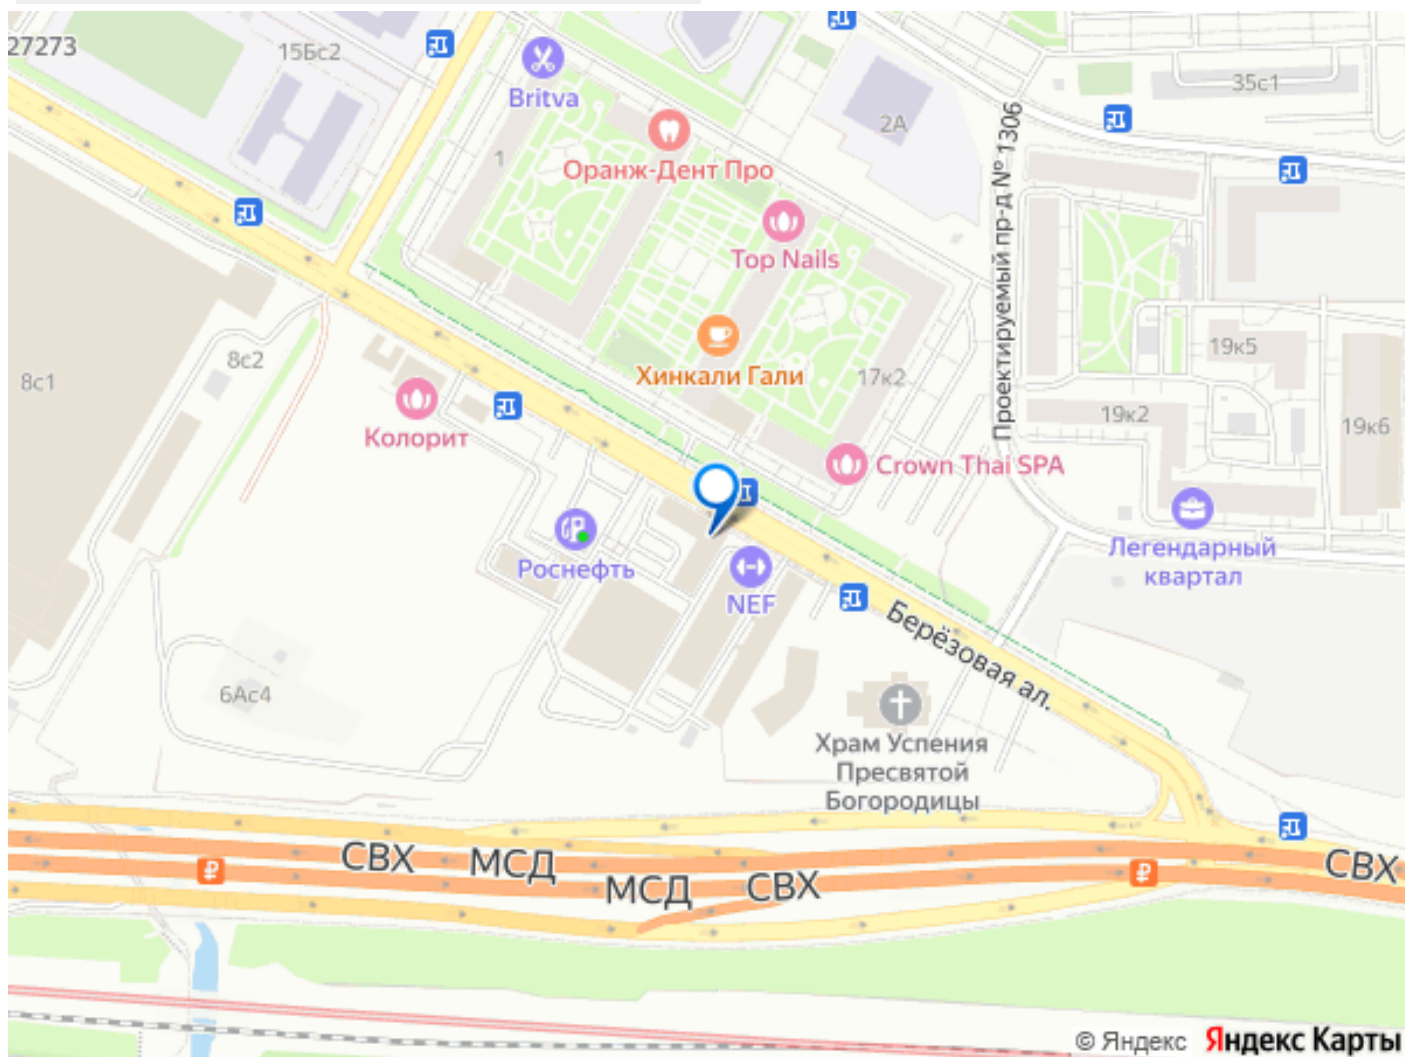 27273
15Бс2
Britva
35с1
2А
1
Оранж-Дент Про
Проектируемый пр-д № 1306
Top Nails
8с1
8с2
Хинкали Гали
17к2
19к5
19к2
19к6
Колорит
Crown Thai SPA
Роснефть
NEF
Легендарный
квартал
Берёзовая ал.
6Ас4
Храм Успения
Пресвятой
Богородицы
СВХ
МСД
МСД
СВХ
СВХ
© Яндекс
Яндекс Карты